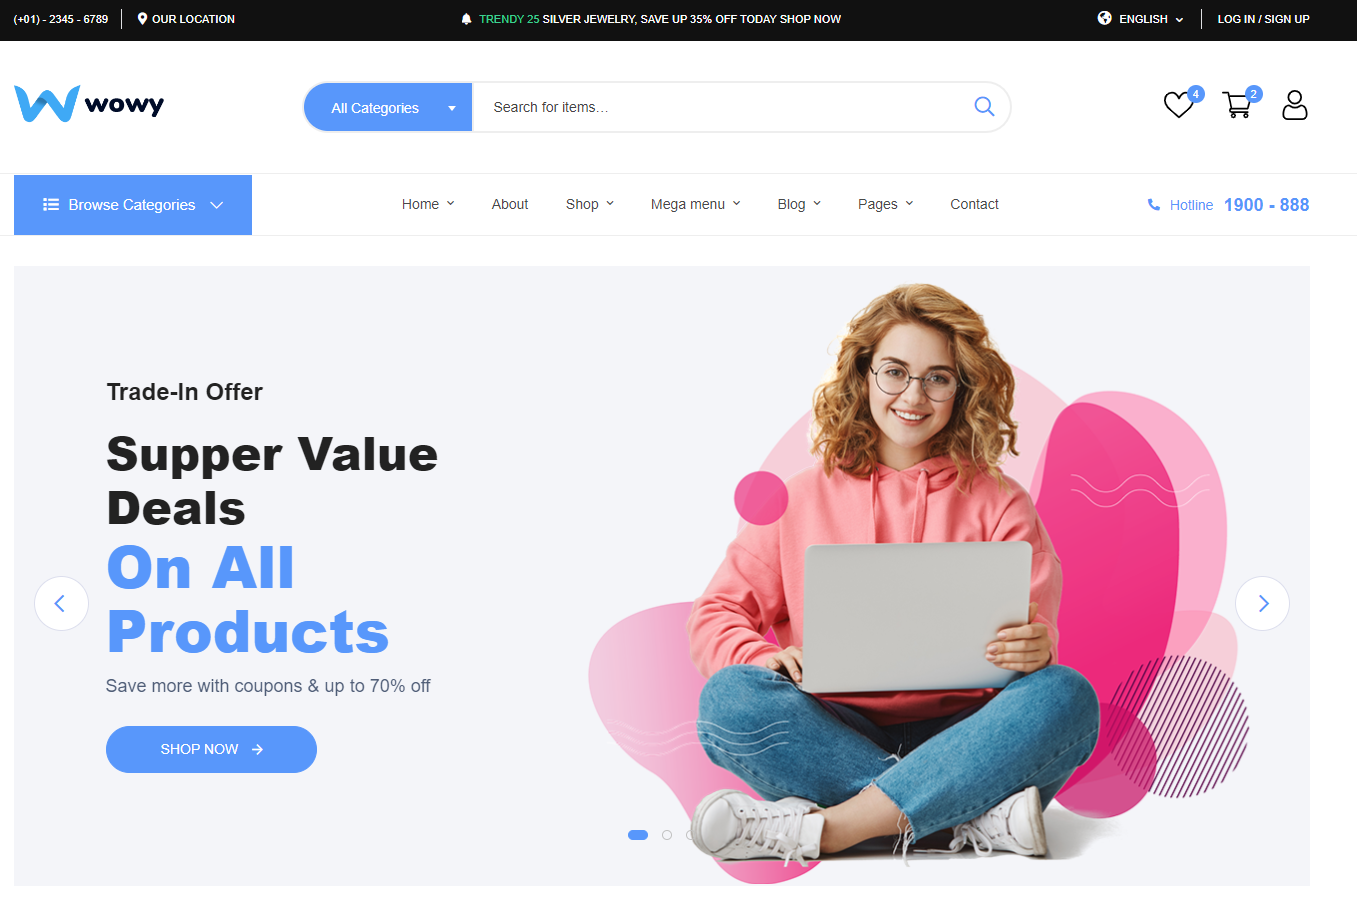 (+01) - 2345 - 6789
OUR LOCATION
TRENDY 25 SILVER JEWELRY, SAVE UP 35% OFF TODAY SHOP NOW
ENGLISH
LOG IN / SIGN UP
wowy
All Categories
Search for items…
4
2
Browse Categories
Home
About
Shop
Mega menu
Blog
Pages
Contact
Hotline 1900 - 888
Trade-In Offer
Supper Value
Deals
On All
Products
Save more with coupons & up to 70% off
SHOP NOW